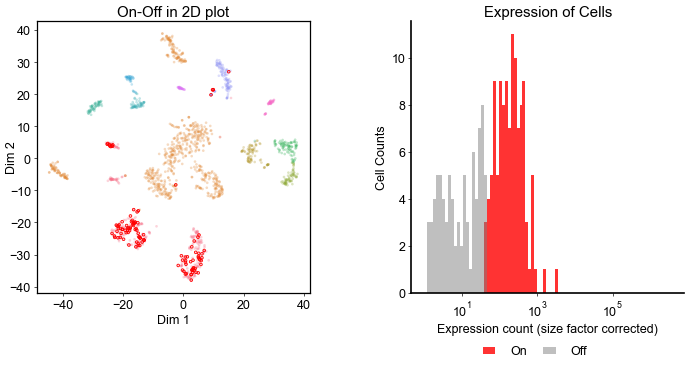 On-Off in 2D plot
Dim 2
40
30
20
10
0
−10
−20
−30
−40
−40
−20
0
20
40
Dim 1
Expression of Cells
Cell Counts
10
8
6
4
2
0
10^1
10^3
10^5
Expression count (size factor corrected)
On
Off